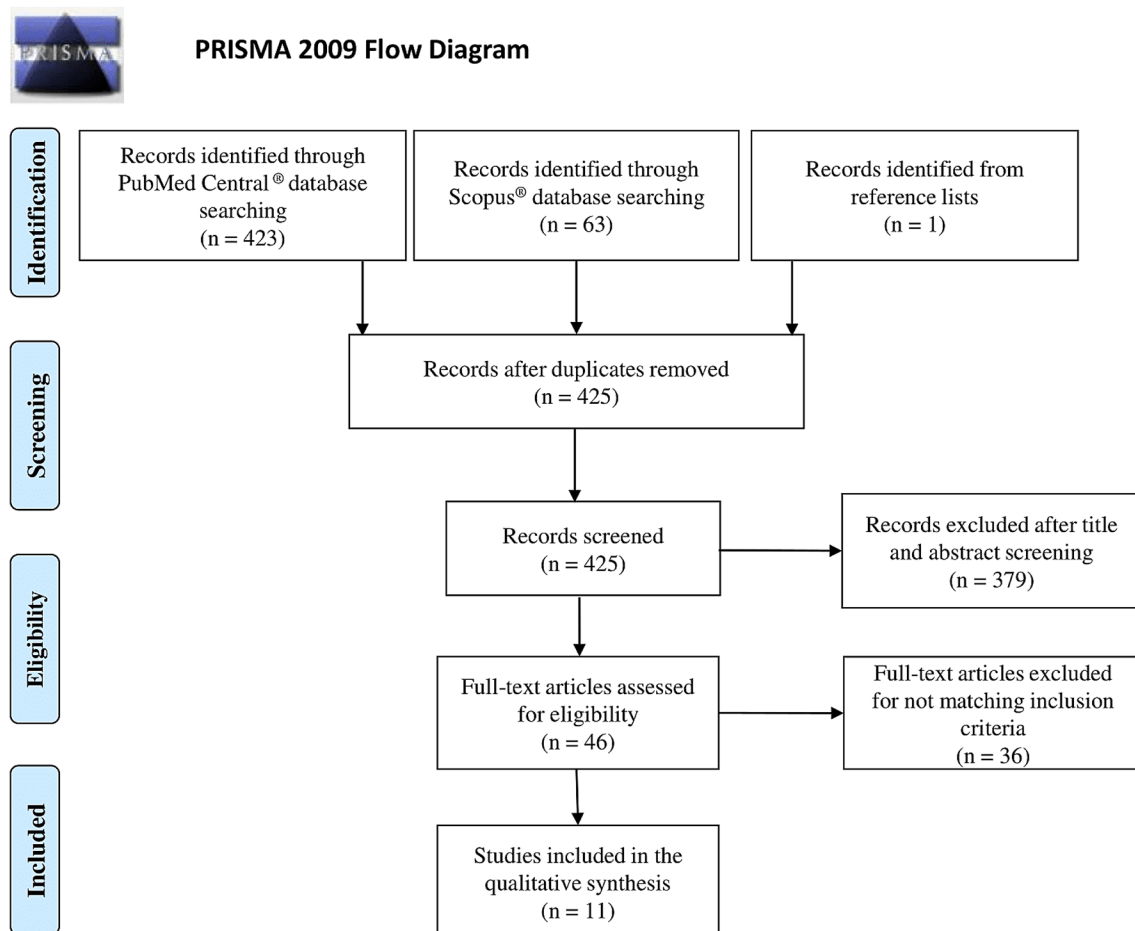 PRISMA
PRISMA 2009 Flow Diagram
Identification
Records identified through
PubMed Central® database
searching
(n = 423)
Records identified through
Scopus® database searching
(n = 63)
Records identified from
reference lists
(n = 1)
Screening
Records after duplicates removed
(n = 425)
Records screened
(n = 425)
Records excluded after title
and abstract screening
(n = 379)
Eligibility
Full-text articles assessed
for eligibility
(n = 46)
Full-text articles excluded
for not matching inclusion
criteria
(n = 36)
Included
Studies included in the
qualitative synthesis
(n = 11)